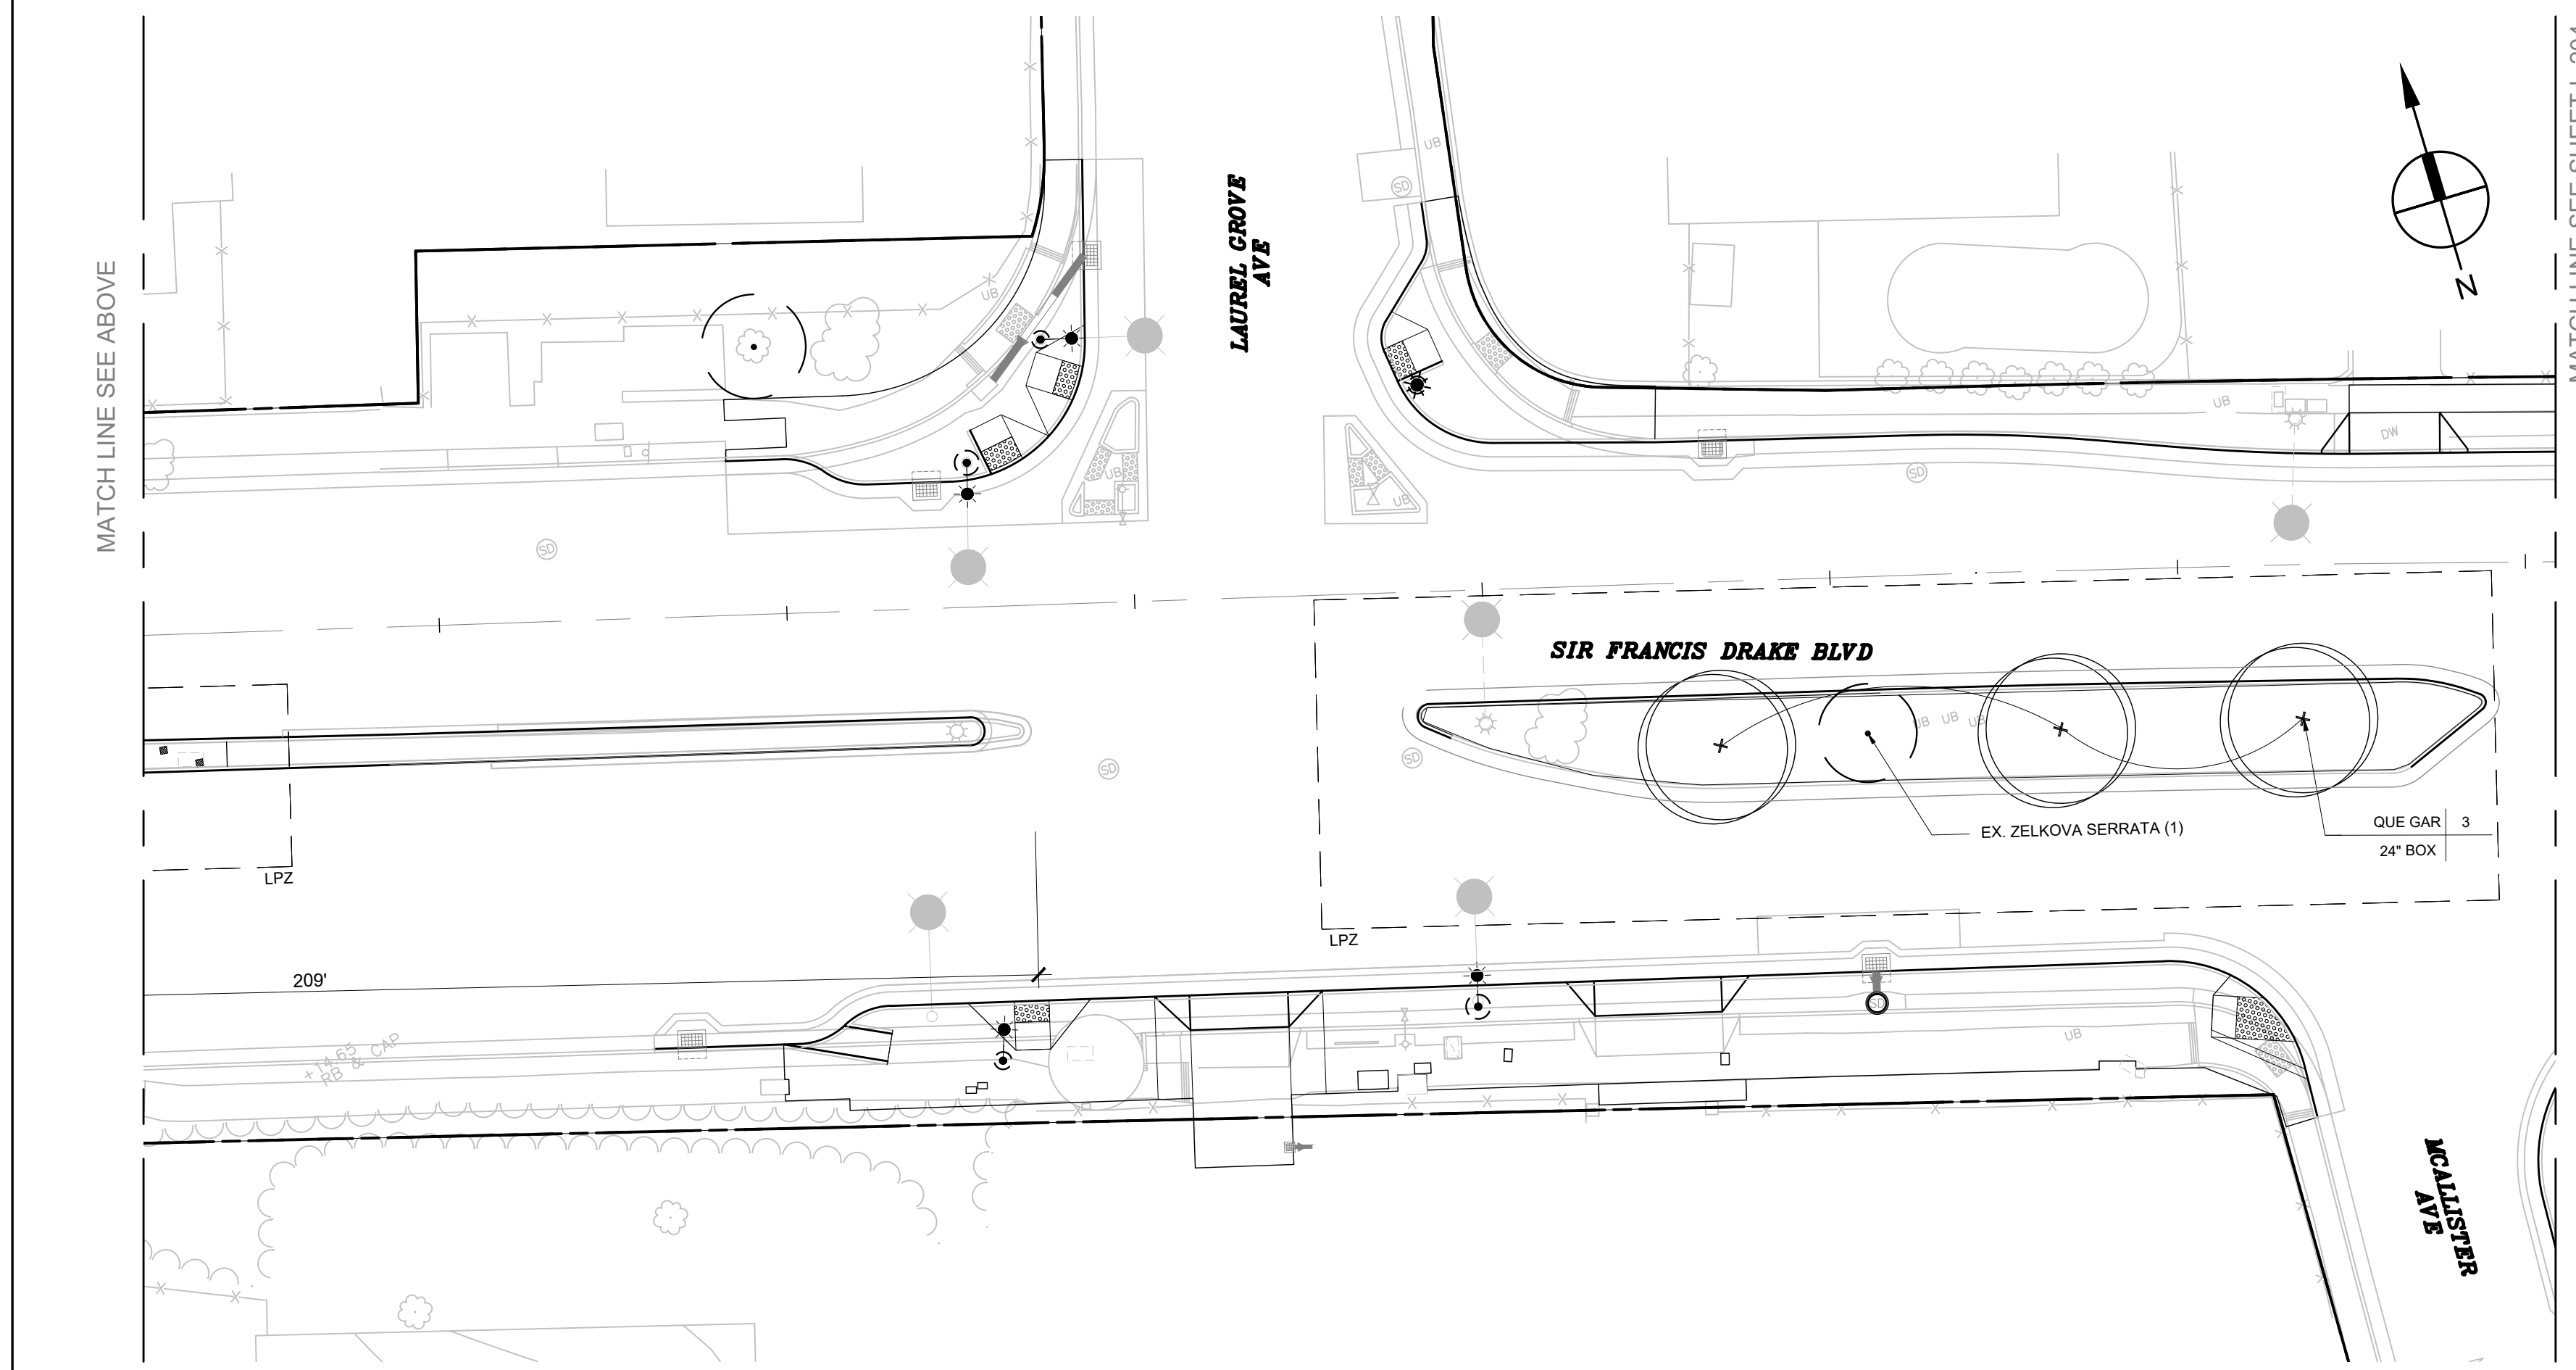 MATCH LINE SEE ABOVE
LAUREL GROVE
AVE
UB
SD
UB
N
UB
DW
SD
UB
UB
SD
SIR FRANCIS DRAKE BLVD
UB UB UB
SD
SD
EX. ZELKOVA SERRATA (1)
QUE GAR 3
24" BOX
LPZ
LPZ
209'
SD
+14.65
RB & CAP
UB
MCALLISTER
AVE